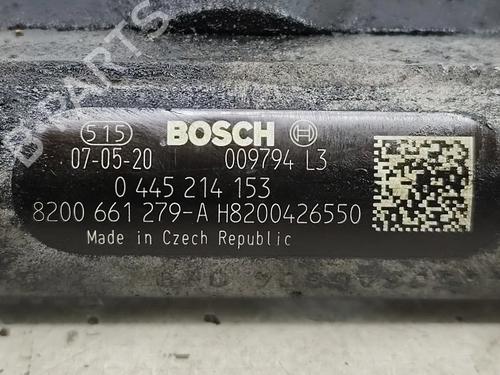 B-PARTS
515 BOSCH
07-05-20 009794 L3
0 445 214 153
8200 661 279-A H8200426550
Made in Czech Republic